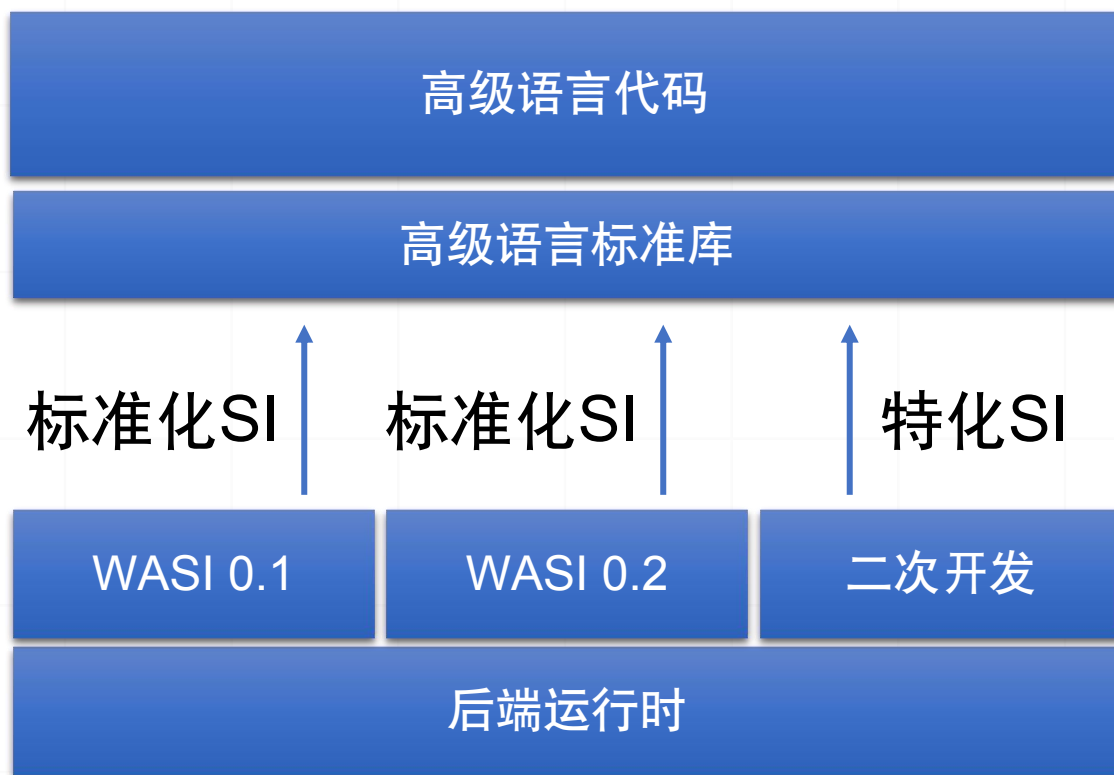 高级语言代码
高级语言标准库
标准化SI
标准化SI
特化SI
WASI 0.1
WASI 0.2
二次开发
后端运行时